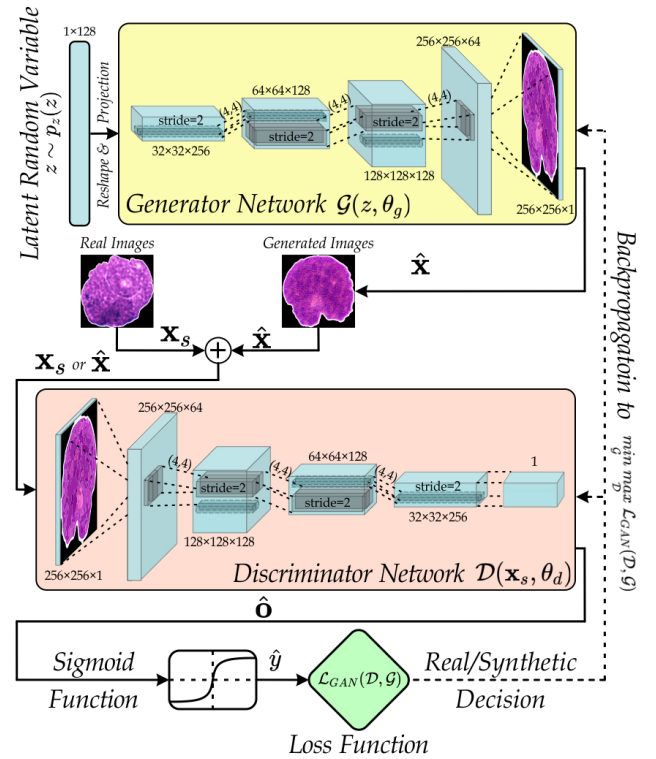 Latent Random Variable
z ∼ p_z(z)
1×128
Reshape & Projection
stride=2
32×32×256
(4,4)
64×64×128
stride=2
(4,4)
stride=2
128×128×128
(4,4)
256×256×64
256×256×1
Generator Network 𝒢(z, θ_g)
Real Images
Generated Images
x̂
x_s
x̂
x_s or x̂
256×256×1
256×256×64
(4,4)
stride=2
128×128×128
(4,4)
64×64×128
stride=2
(4,4)
stride=2
32×32×256
1
Discriminator Network 𝒟(x_s, θ_d)
ô
Sigmoid
Function
ŷ
ℒ_GAN(𝒟, 𝒢)
Loss Function
Real/Synthetic
Decision
Backpropagatoin to min_𝒢 max_𝒟 ℒ_GAN(𝒟, 𝒢)